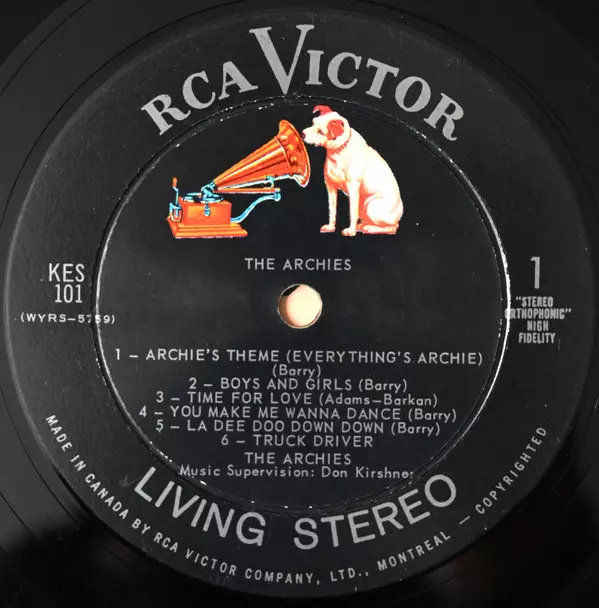 RCA VICTOR
THE ARCHIES
KES
101
(WYRS-5759)
1
"STEREO
ORTHOPHONIC"
HIGH
FIDELITY
1 – ARCHIE'S THEME (EVERYTHING'S ARCHIE)
(Barry)
2 – BOYS AND GIRLS (Barry)
3 – TIME FOR LOVE (Adams–Barkan)
4 – YOU MAKE ME WANNA DANCE (Barry)
5 – LA DEE DOO DOWN DOWN (Barry)
6 – TRUCK DRIVER
THE ARCHIES
Music Supervision: Don Kirshner
LIVING STEREO
MADE IN CANADA BY RCA VICTOR COMPANY, LTD., MONTREAL – COPYRIGHTED